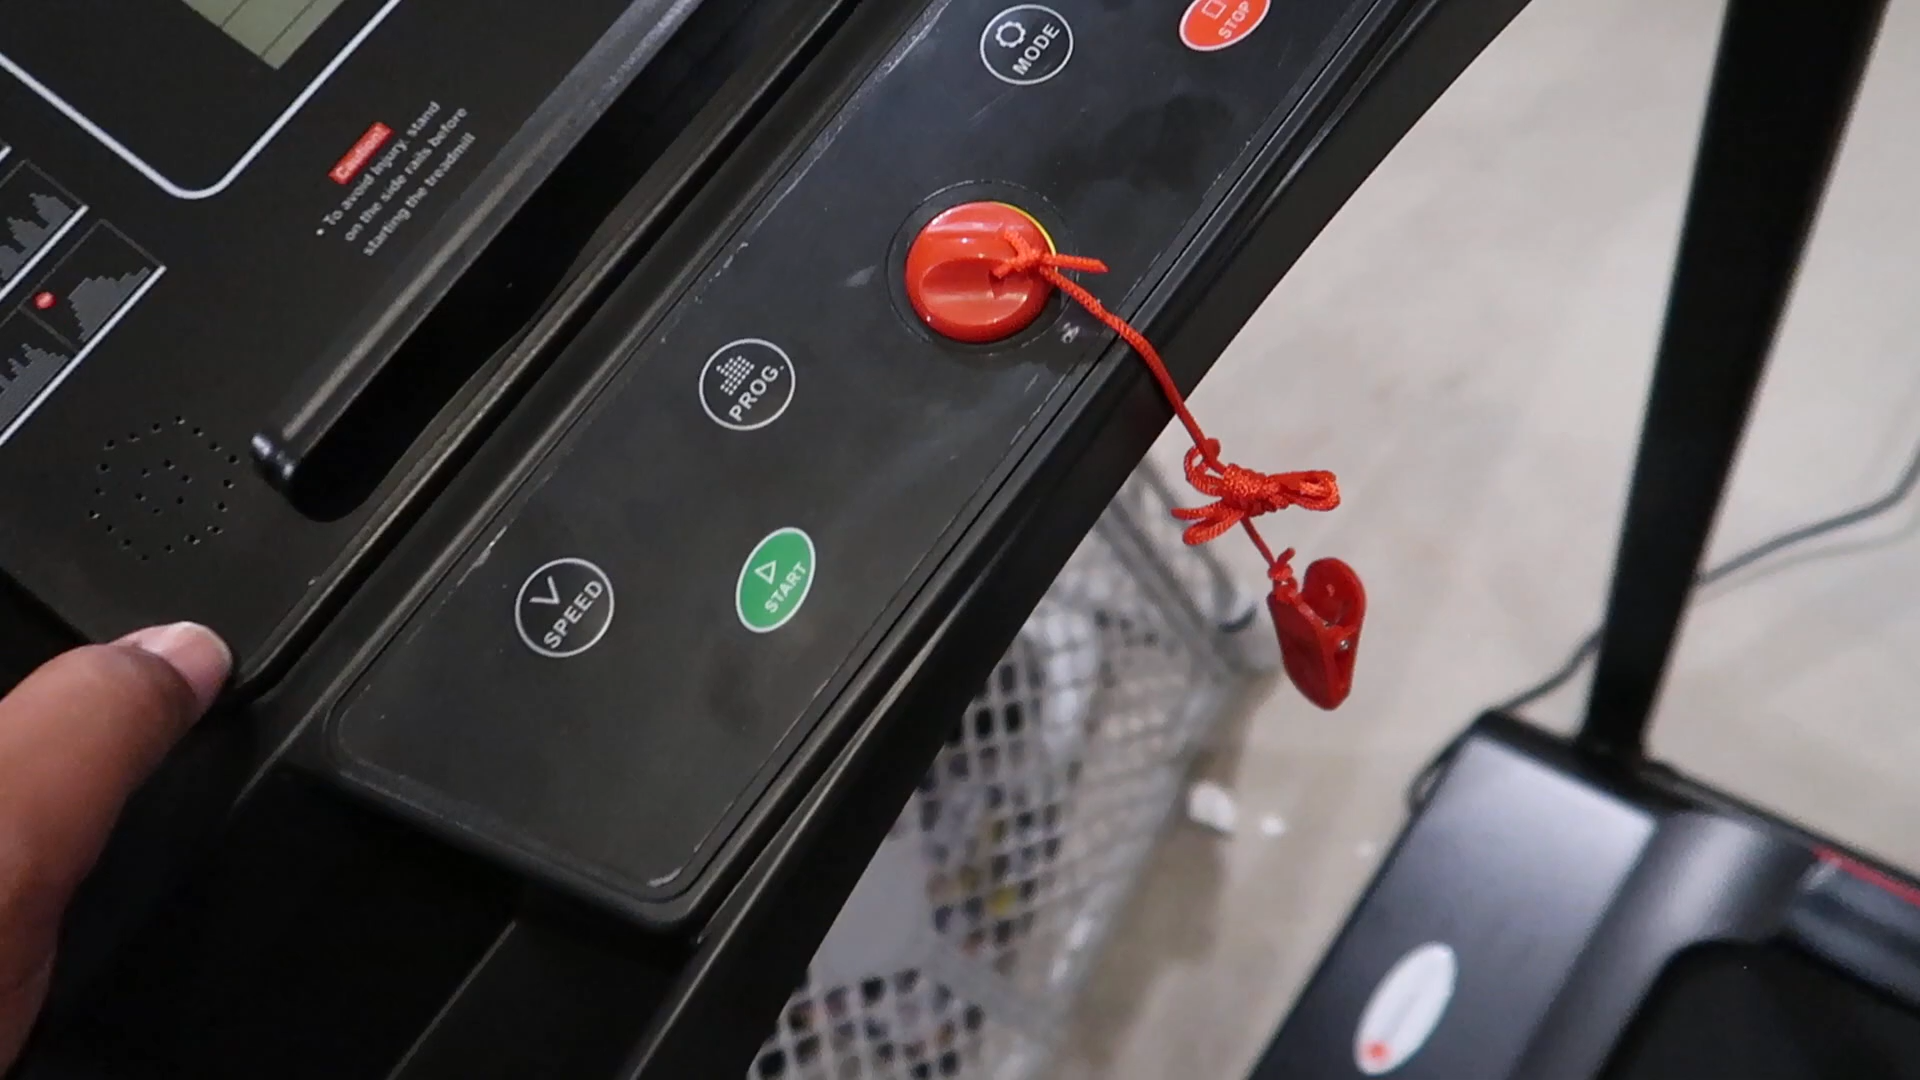 MODE
STOP
Caution!
• To avoid injury, stand
on the side rails before
starting the treadmill
PROG.
SPEED
START